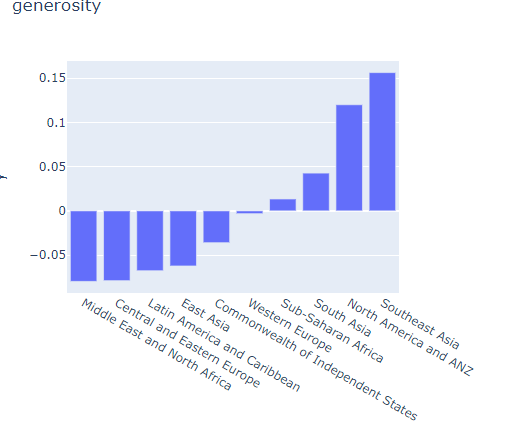 generosity
0.15
0.1
0.05
0
−0.05
Middle East and North Africa
Central and Eastern Europe
Latin America and Caribbean
East Asia
Commonwealth of Independent States
Western Europe
Sub-Saharan Africa
South Asia
North America and ANZ
Southeast Asia